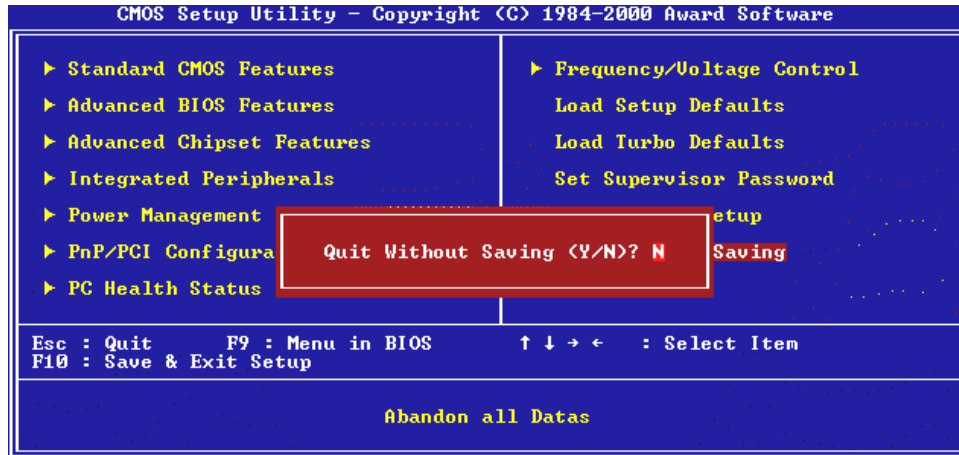 CMOS Setup Utility - Copyright (C) 1984-2000 Award Software
▶ Standard CMOS Features
▶ Advanced BIOS Features
▶ Advanced Chipset Features
▶ Integrated Peripherals
▶ Power Management
▶ PnP/PCI Configura
▶ PC Health Status
▶ Frequency/Voltage Control
Load Setup Defaults
Load Turbo Defaults
Set Supervisor Password
etup
Saving
Quit Without Saving (Y/N)? N
Esc : Quit F9 : Menu in BIOS ↑ ↓ → ← : Select Item
F10 : Save & Exit Setup
Abandon all Datas